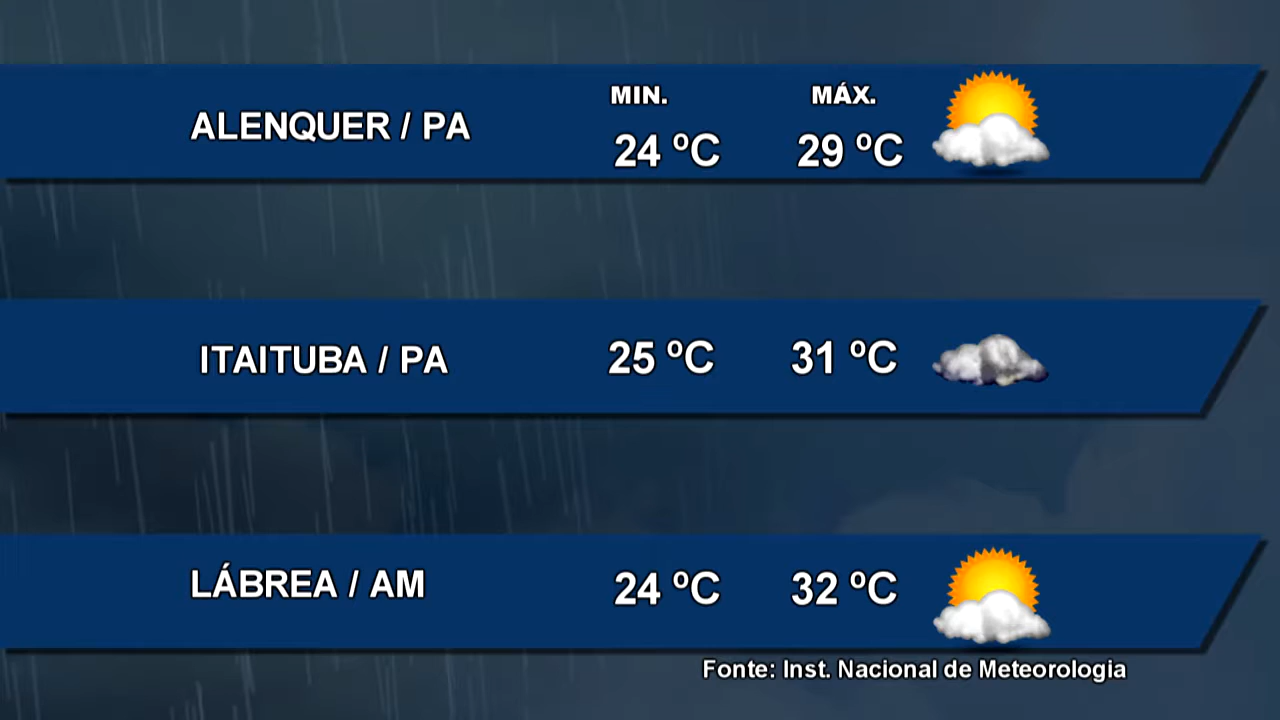 MIN. MÁX.
ALENQUER / PA 24 ºC 29 ºC
ITAITUBA / PA 25 ºC 31 ºC
LÁBREA / AM 24 ºC 32 ºC
Fonte: Inst. Nacional de Meteorologia